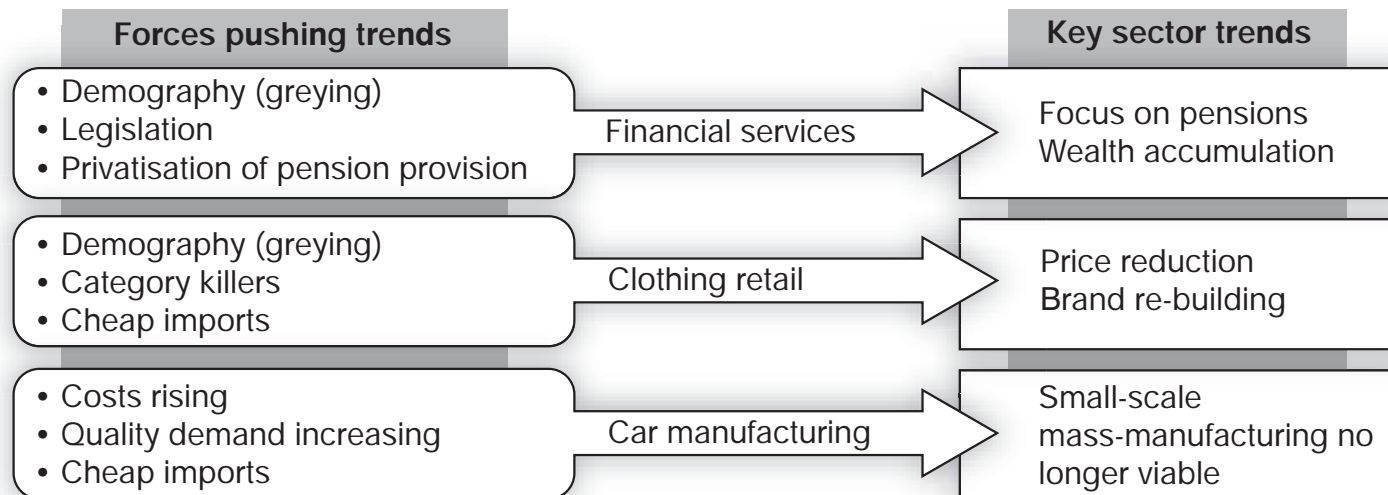 Forces pushing trends
Key sector trends
• Demography (greying)
• Legislation
• Privatisation of pension provision
Financial services
Focus on pensions
Wealth accumulation
• Demography (greying)
• Category killers
• Cheap imports
Clothing retail
Price reduction
Brand re-building
• Costs rising
• Quality demand increasing
• Cheap imports
Car manufacturing
Small-scale
mass-manufacturing no
longer viable